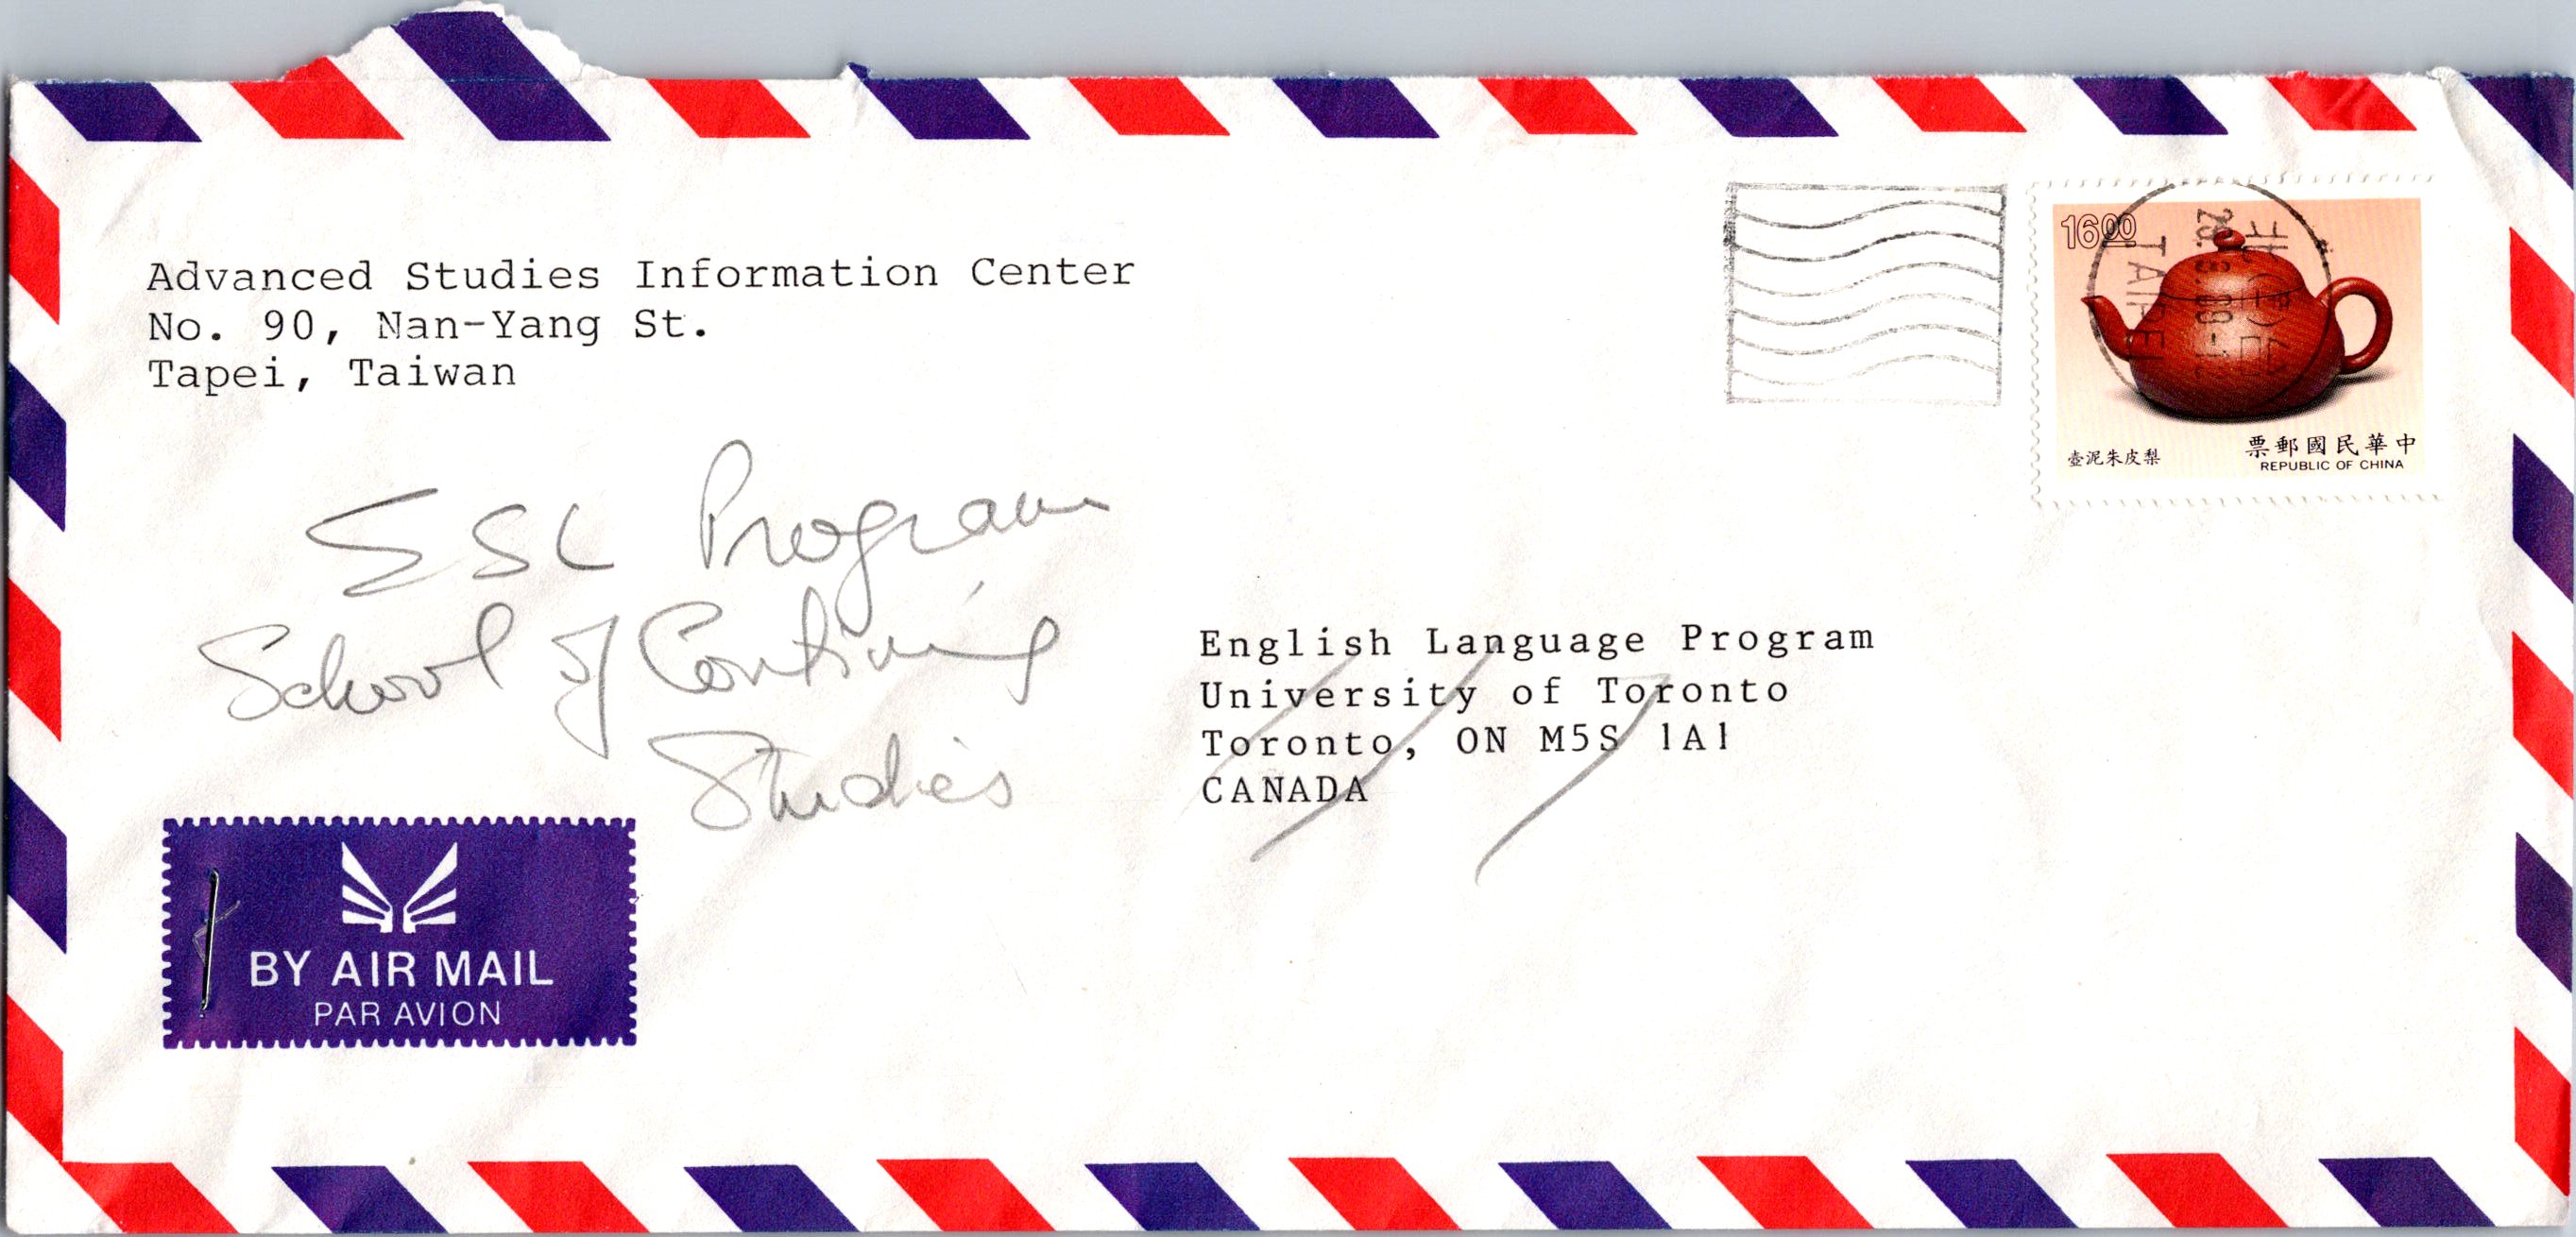 Advanced Studies Information Center
No. 90, Nan-Yang St.
Tapei, Taiwan
1600
TAIPEI
票郵國民華中
REPUBLIC OF CHINA
壺泥朱皮梨
ESL Program
School of Continuing
Studies
English Language Program
University of Toronto
Toronto, ON M5S 1A1
CANADA
BY AIR MAIL
PAR AVION